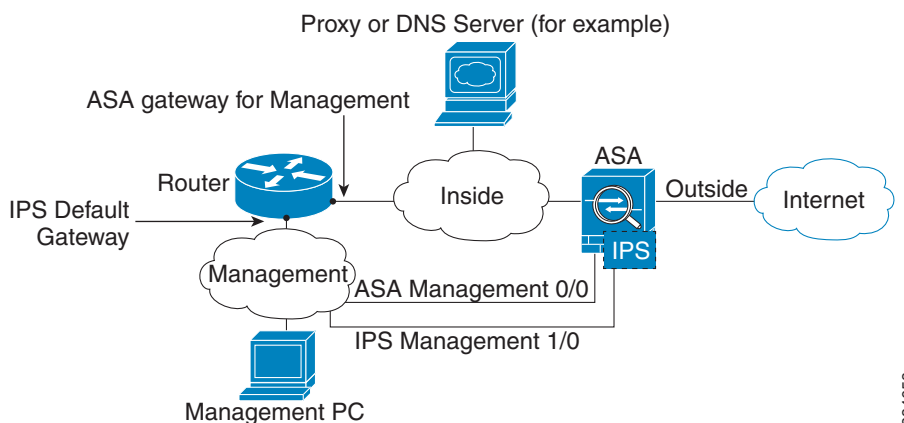 Proxy or DNS Server (for example)
ASA gateway for Management
ASA
Router
Outside
Inside
Internet
IPS Default
Gateway
IPS
Management
ASA Management 0/0
IPS Management 1/0
Management PC